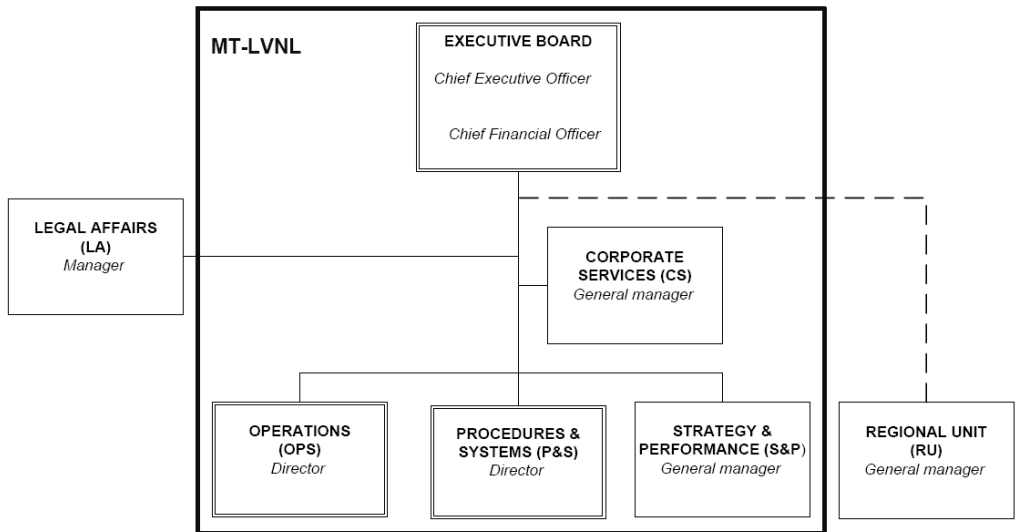 MT-LVNL
EXECUTIVE BOARD
Chief Executive Officer
Chief Financial Officer
LEGAL AFFAIRS
(LA)
Manager
CORPORATE
SERVICES (CS)
General manager
OPERATIONS
(OPS)
Director
PROCEDURES &
SYSTEMS (P&S)
Director
STRATEGY &
PERFORMANCE (S&P)
General manager
REGIONAL UNIT
(RU)
General manager